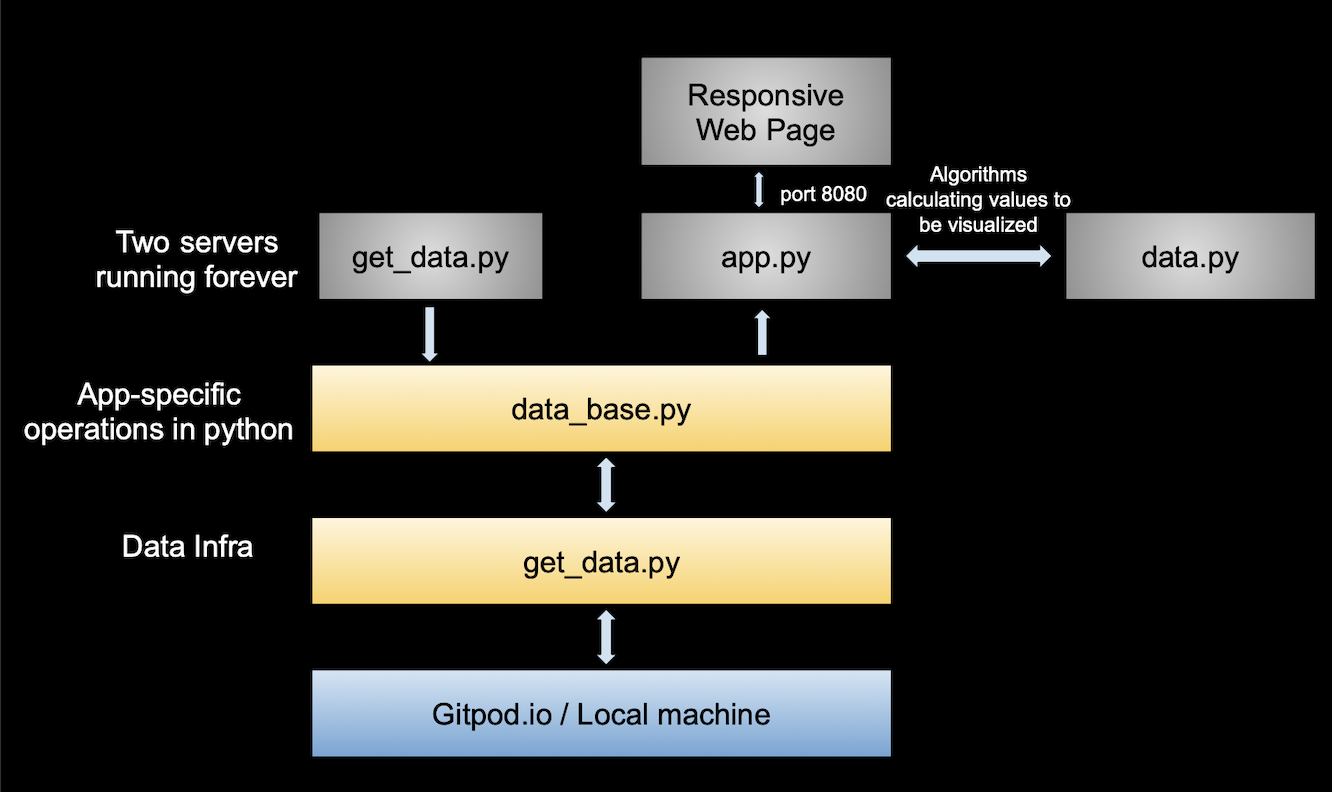 Responsive
Web Page
port 8080
Algorithms
calculating values to
be visualized
Two servers
running forever
get_data.py
app.py
data.py
App-specific
operations in python
data_base.py
Data Infra
get_data.py
Gitpod.io / Local machine